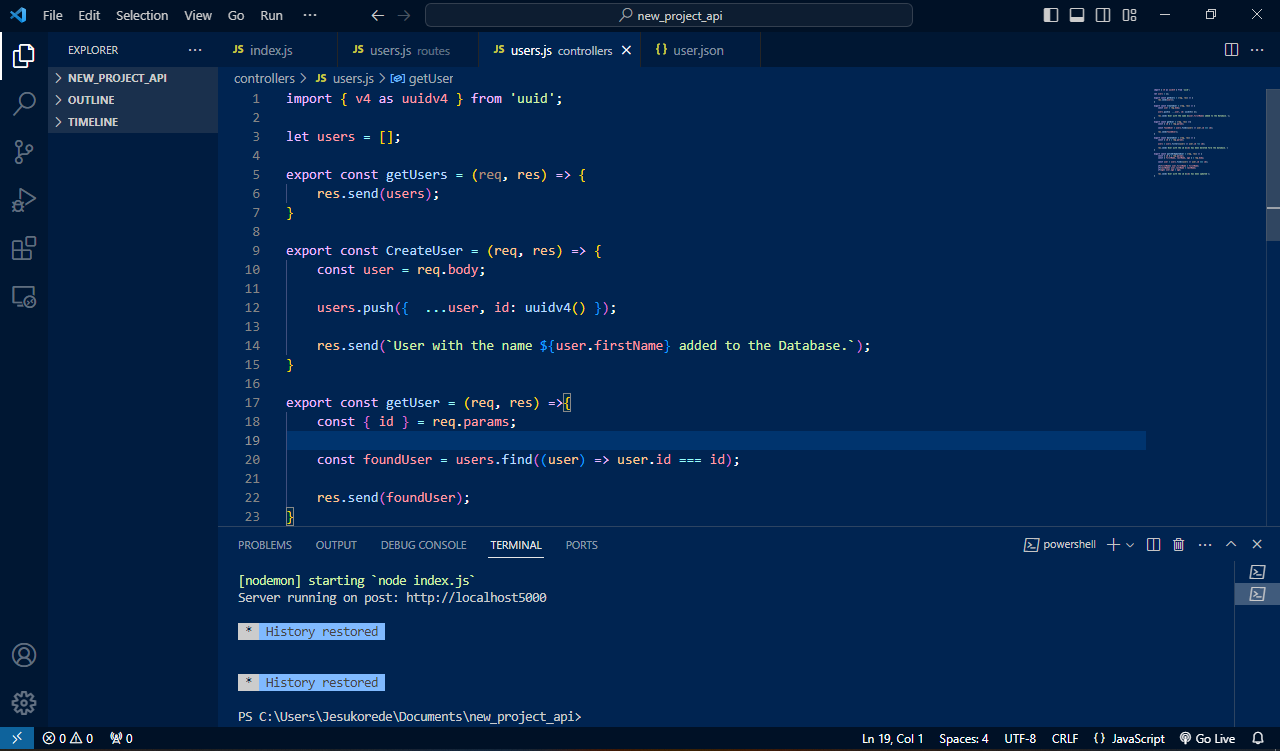 File Edit Selection View Go Run ··· new_project_api
EXPLORER ···
NEW_PROJECT_API
OUTLINE
TIMELINE
JS index.js JS users.js routes JS users.js controllers {} user.json
controllers > JS users.js > getUser
1 import { v4 as uuidv4 } from 'uuid';
2
3 let users = [];
4
5 export const getUsers = (req, res) => {
6 res.send(users);
7 }
8
9 export const CreateUser = (req, res) => {
10 const user = req.body;
11
12 users.push({  ...user, id: uuidv4() });
13
14 res.send(`User with the name ${user.firstName} added to the Database.`);
15 }
16
17 export const getUser = (req, res) =>{
18 const { id } = req.params;
19
20 const foundUser = users.find((user) => user.id === id);
21
22 res.send(foundUser);
23 }
PROBLEMS OUTPUT DEBUG CONSOLE TERMINAL PORTS powershell
[nodemon] starting `node index.js`
Server running on post: http://localhost5000
* History restored
* History restored
PS C:\Users\Jesukorede\Documents\new_project_api>
0 0 0 Ln 19, Col 1 Spaces: 4 UTF-8 CRLF {} JavaScript Go Live